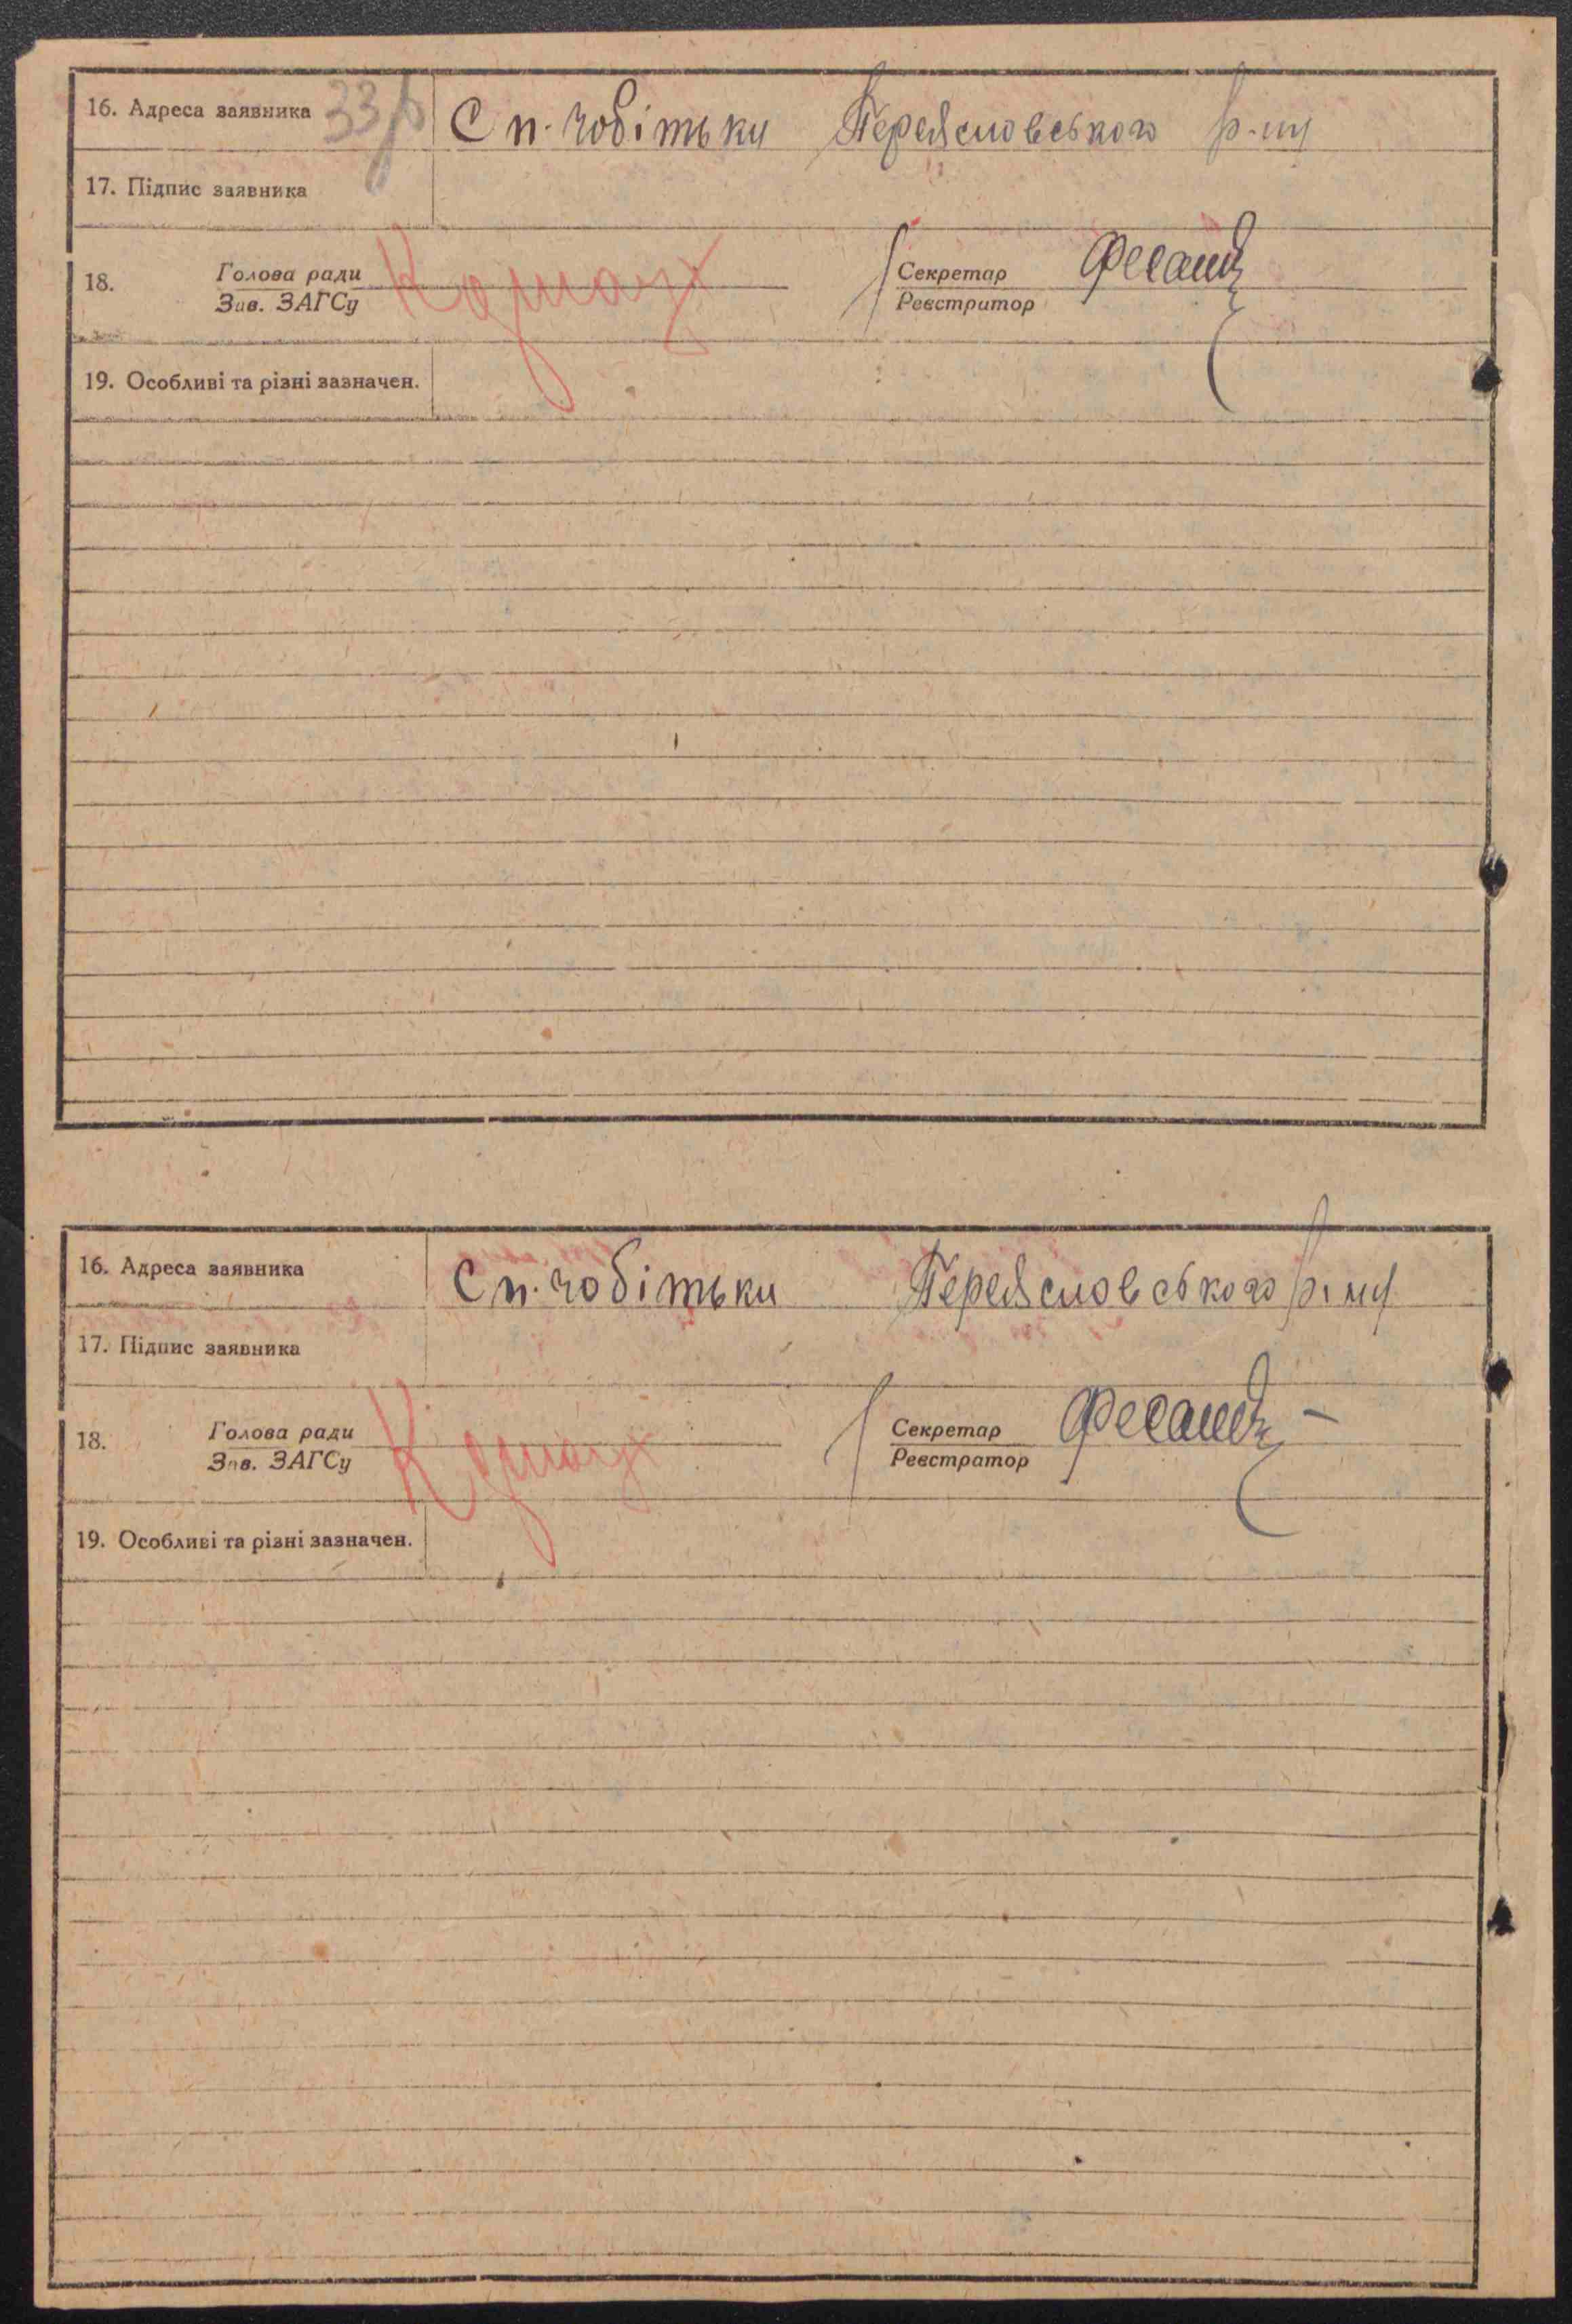 16. Адреса заявника С п. Чобітьки Переяславського р-ну
17. Підпис заявника
18. Голова ради Секретар
Зав. ЗАГСу Реєстратор
19. Особливі та різні зазначен.
16. Адреса заявника С п. Чобітьки Переяславського р-ну
17. Підпис заявника
18. Голова ради Секретар
Зав. ЗАГСу Реєстратор
19. Особливі та різні зазначен.